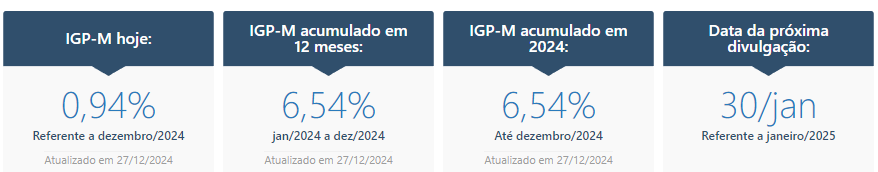 IGP-M hoje:
0,94%
Referente a dezembro/2024
Atualizado em 27/12/2024
IGP-M acumulado em
12 meses:
6,54%
jan/2024 a dez/2024
Atualizado em 27/12/2024
IGP-M acumulado em
2024:
6,54%
Até dezembro/2024
Atualizado em 27/12/2024
Data da próxima
divulgação:
30/jan
Referente a janeiro/2025